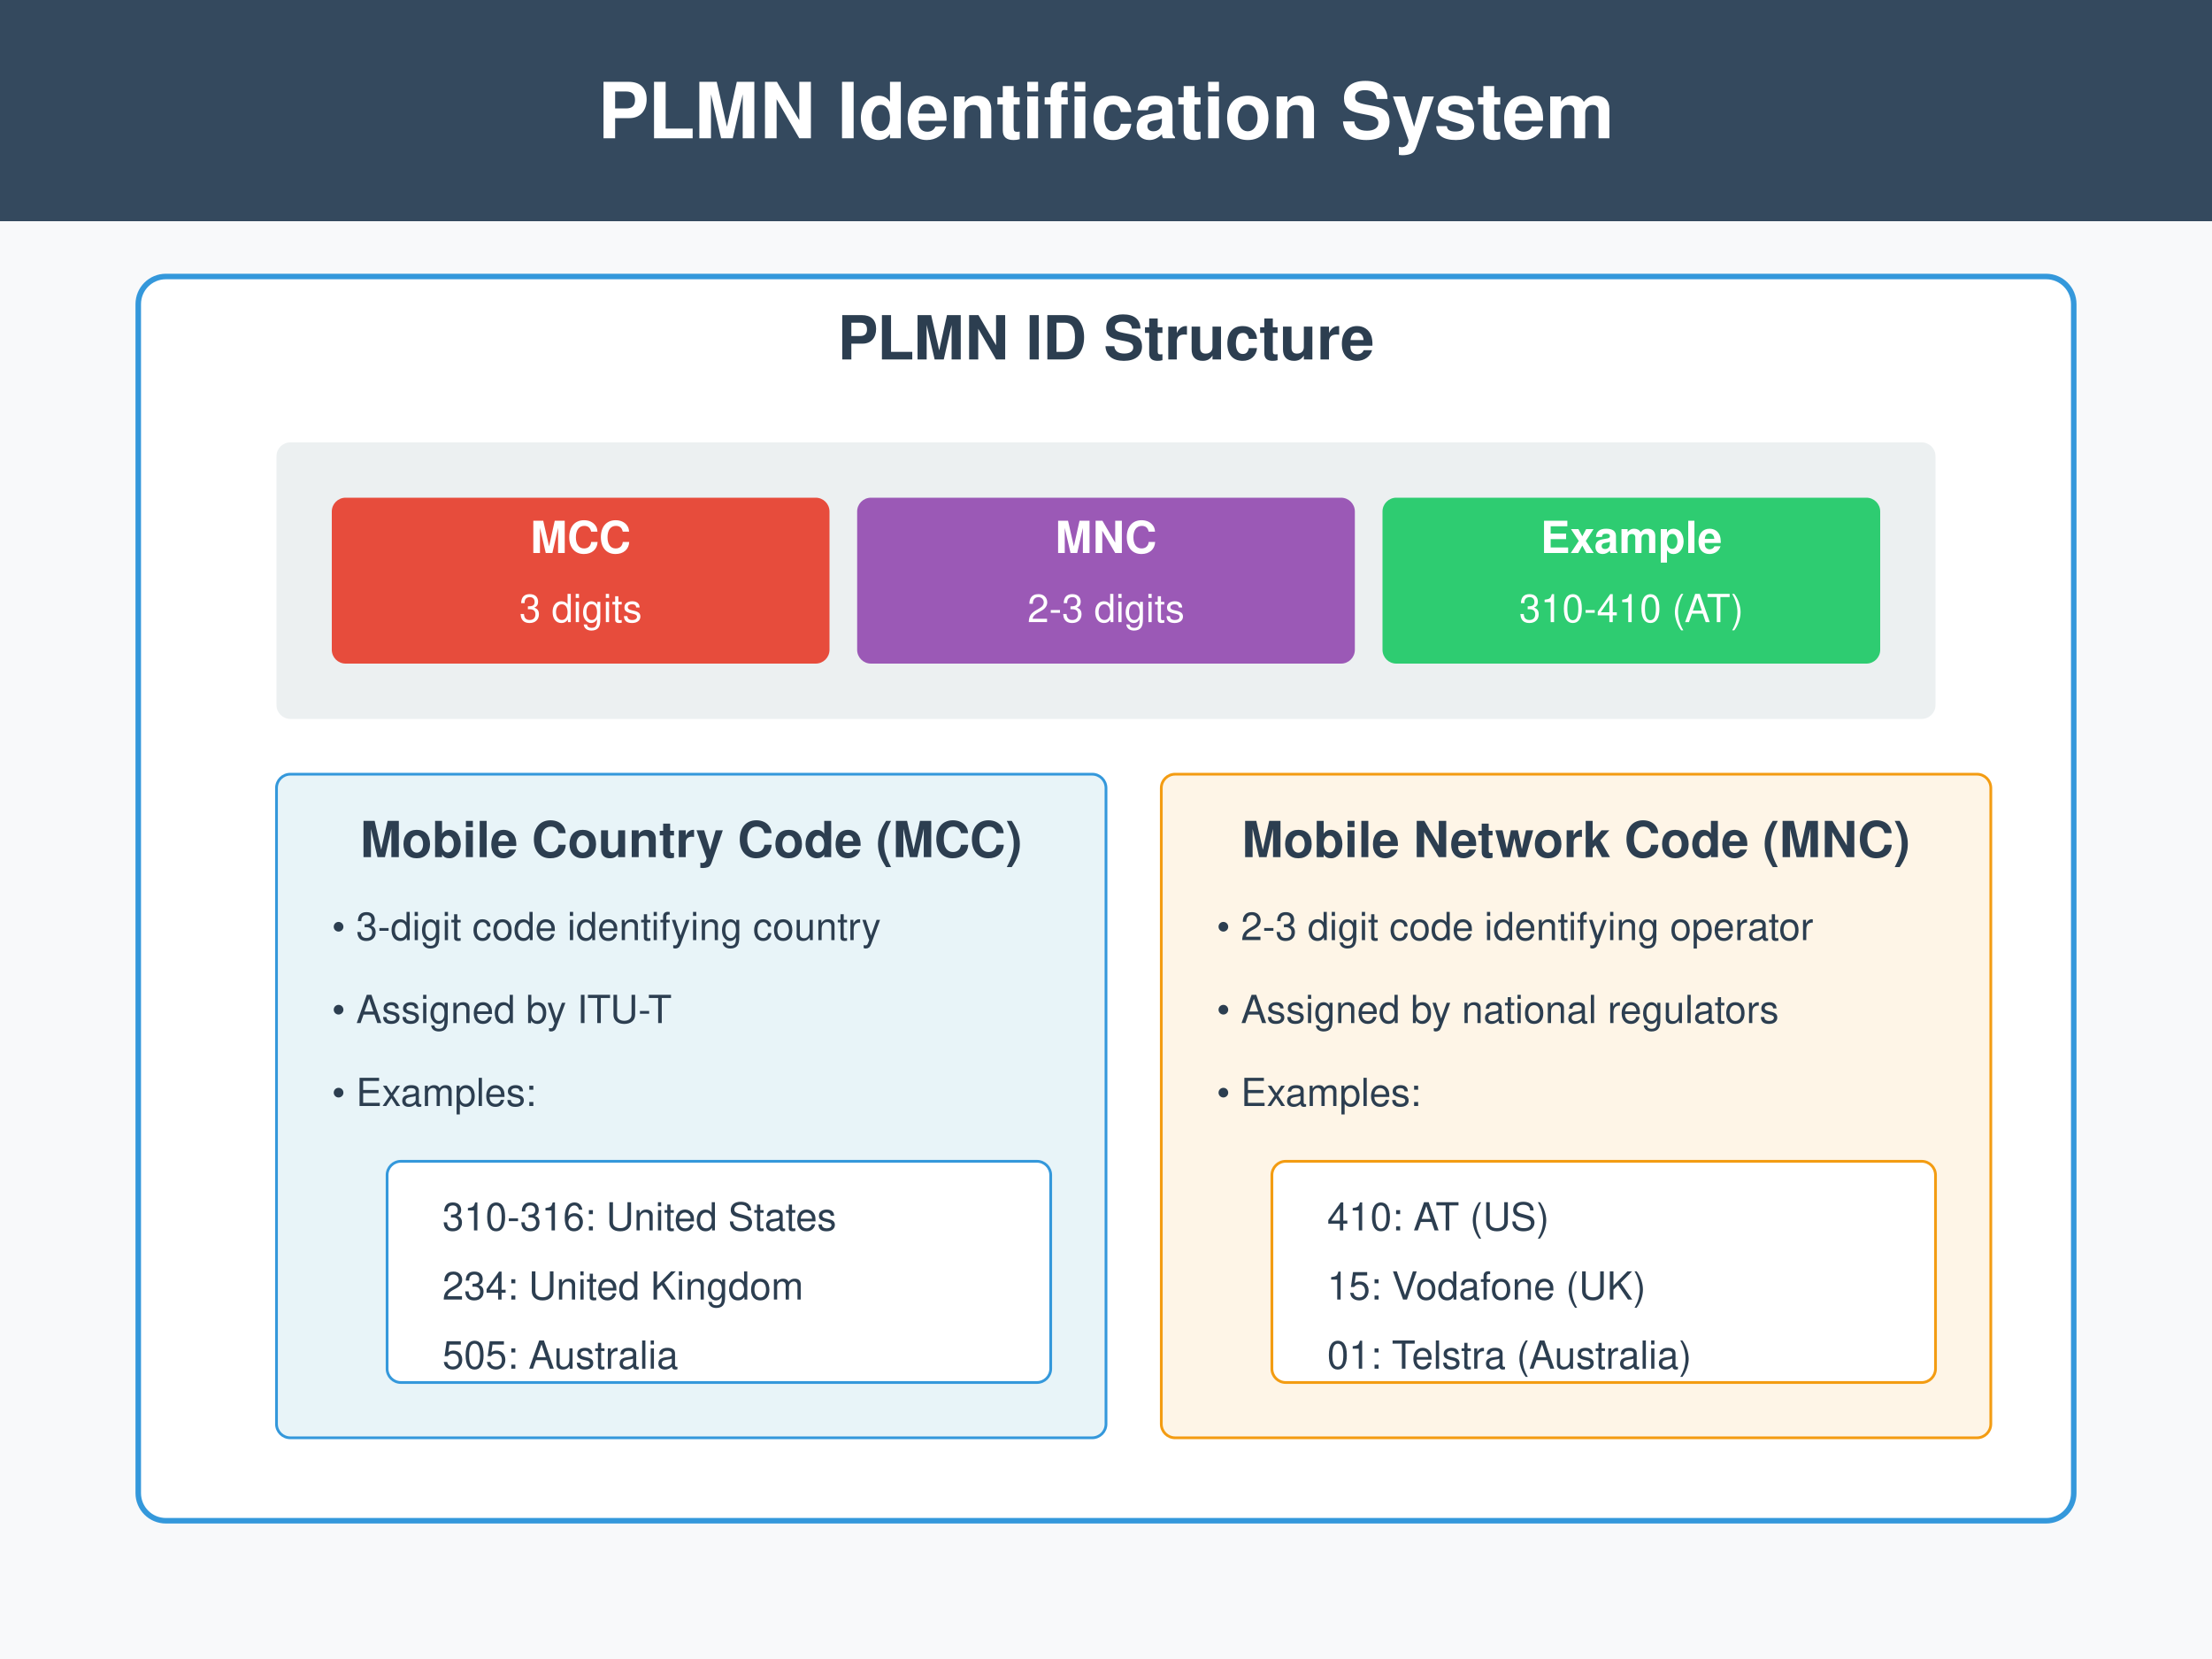 PLMN Identification System
PLMN ID Structure
MCC
3 digits
MNC
2-3 digits
Example
310-410 (AT)
Mobile Country Code (MCC)
• 3-digit code identifying country
• Assigned by ITU-T
• Examples:
310-316: United States
234: United Kingdom
505: Australia
Mobile Network Code (MNC)
• 2-3 digit code identifying operator
• Assigned by national regulators
• Examples:
410: AT (US)
15: Vodafone (UK)
01: Telstra (Australia)